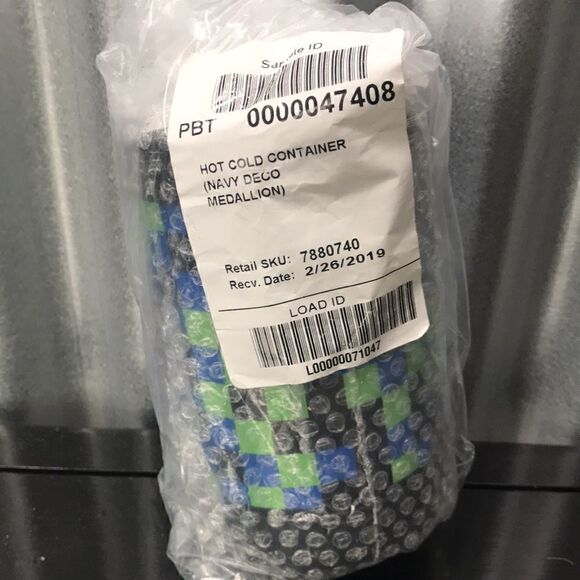 Sample ID
PBT 0000047408
HOT COLD CONTAINER
(NAVY DECO
MEDALLION)
Retail SKU: 7880740
Recv. Date: 2/26/2019
LOAD ID
L00000071047